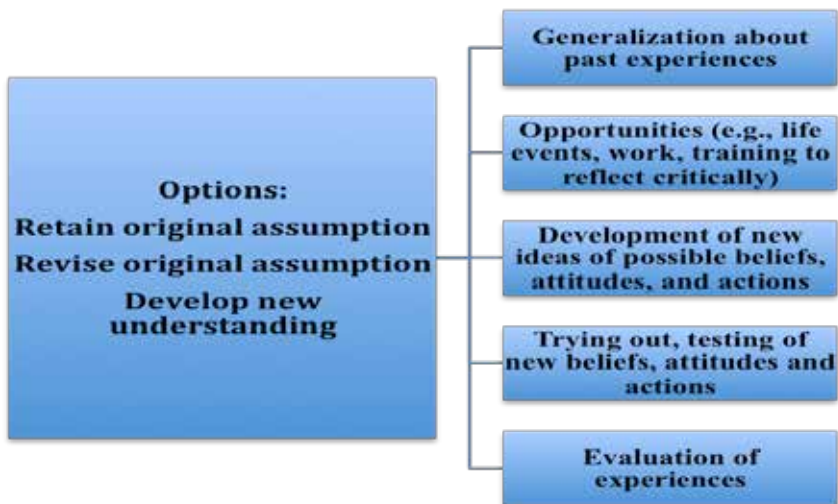 Options:
Retain original assumption
Revise original assumption
Develop new
understanding
Generalization about
past experiences
Opportunities (e.g., life
events, work, training to
reflect critically)
Development of new
ideas of possible beliefs,
attitudes, and actions
Trying out, testing of
new beliefs, attitudes and
actions
Evaluation of
experiences